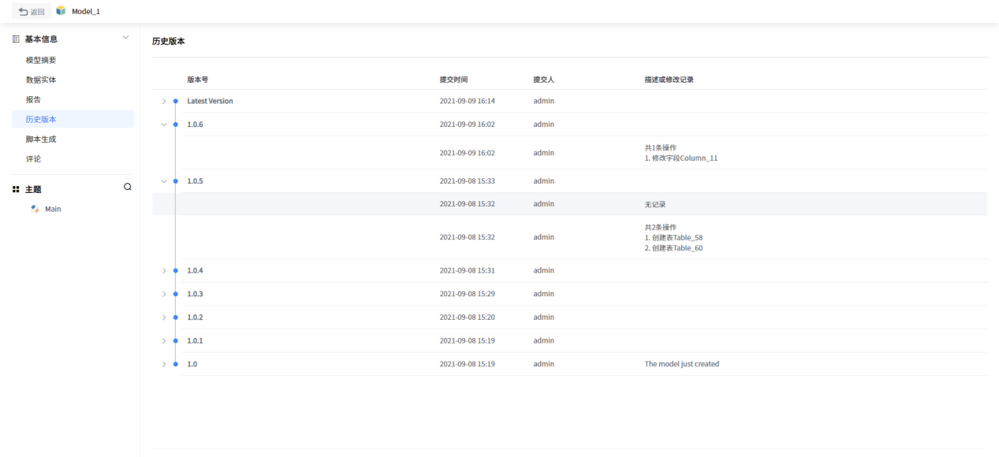 返回 Model_1
基本信息
模型摘要
数据实体
报告
历史版本
脚本生成
评论
主题
Main
历史版本
版本号 提交时间 提交人 描述或修改记录
Latest Version 2021-09-09 16:14 admin
1.0.6 2021-09-09 16:02 admin
2021-09-09 16:02 admin 共1条操作
1. 修改字段Column_11
1.0.5 2021-09-08 15:33 admin
2021-09-08 15:32 admin 无记录
2021-09-08 15:32 admin 共2条操作
1. 创建表Table_58
2. 创建表Table_60
1.0.4 2021-09-08 15:31 admin
1.0.3 2021-09-08 15:29 admin
1.0.2 2021-09-08 15:20 admin
1.0.1 2021-09-08 15:19 admin
1.0 2021-09-08 15:19 admin The model just created